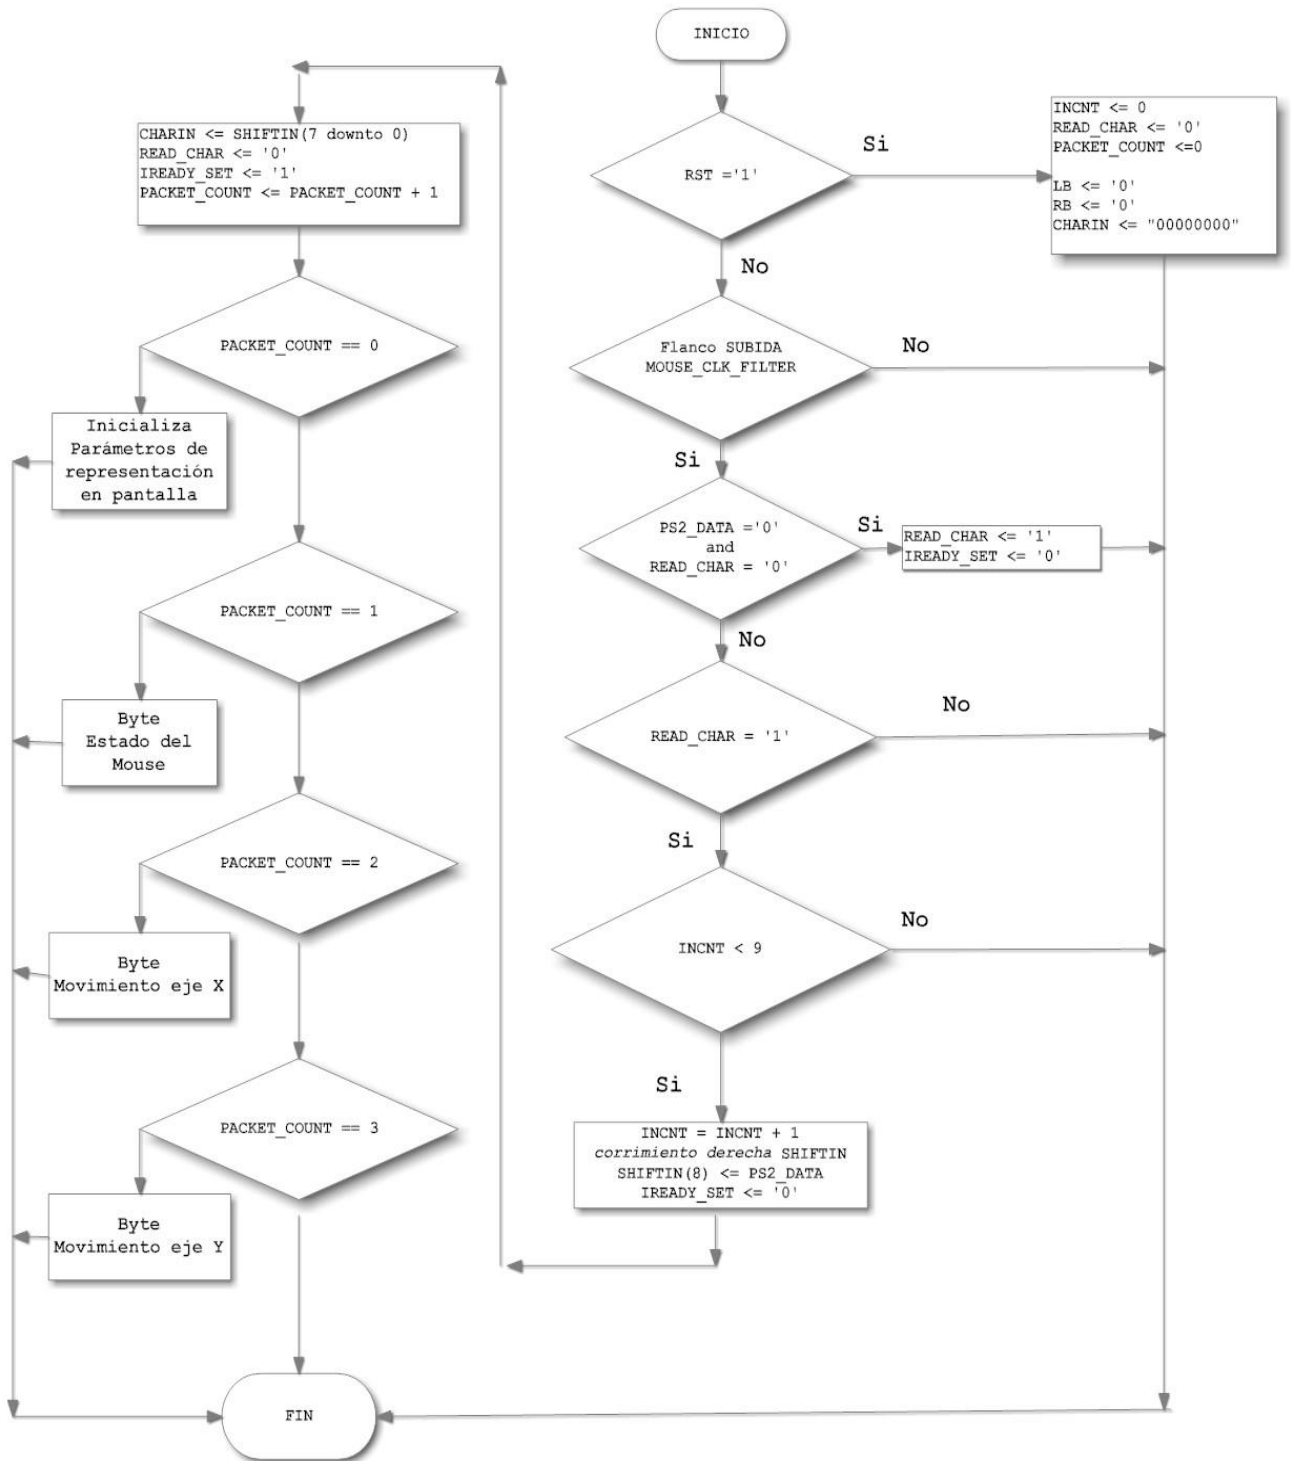 INICIO
RST ='1'
Si
INCNT <= 0
READ_CHAR <= '0'
PACKET_COUNT <=0
LB <= '0'
RB <= '0'
CHARIN <= "00000000"
No
Flanco SUBIDA
MOUSE_CLK_FILTER
No
Si
PS2_DATA ='0'
and
READ_CHAR = '0'
Si
READ_CHAR <= '1'
IREADY_SET <= '0'
No
READ_CHAR = '1'
No
Si
INCNT < 9
No
Si
INCNT = INCNT + 1
corrimiento derecha SHIFTIN
SHIFTIN(8) <= PS2_DATA
IREADY_SET <= '0'
CHARIN <= SHIFTIN(7 downto 0)
READ_CHAR <= '0'
IREADY_SET <= '1'
PACKET_COUNT <= PACKET_COUNT + 1
PACKET_COUNT == 0
Inicializa
Parámetros de
representación
en pantalla
PACKET_COUNT == 1
Byte
Estado del
Mouse
PACKET_COUNT == 2
Byte
Movimiento eje X
PACKET_COUNT == 3
Byte
Movimiento eje Y
FIN